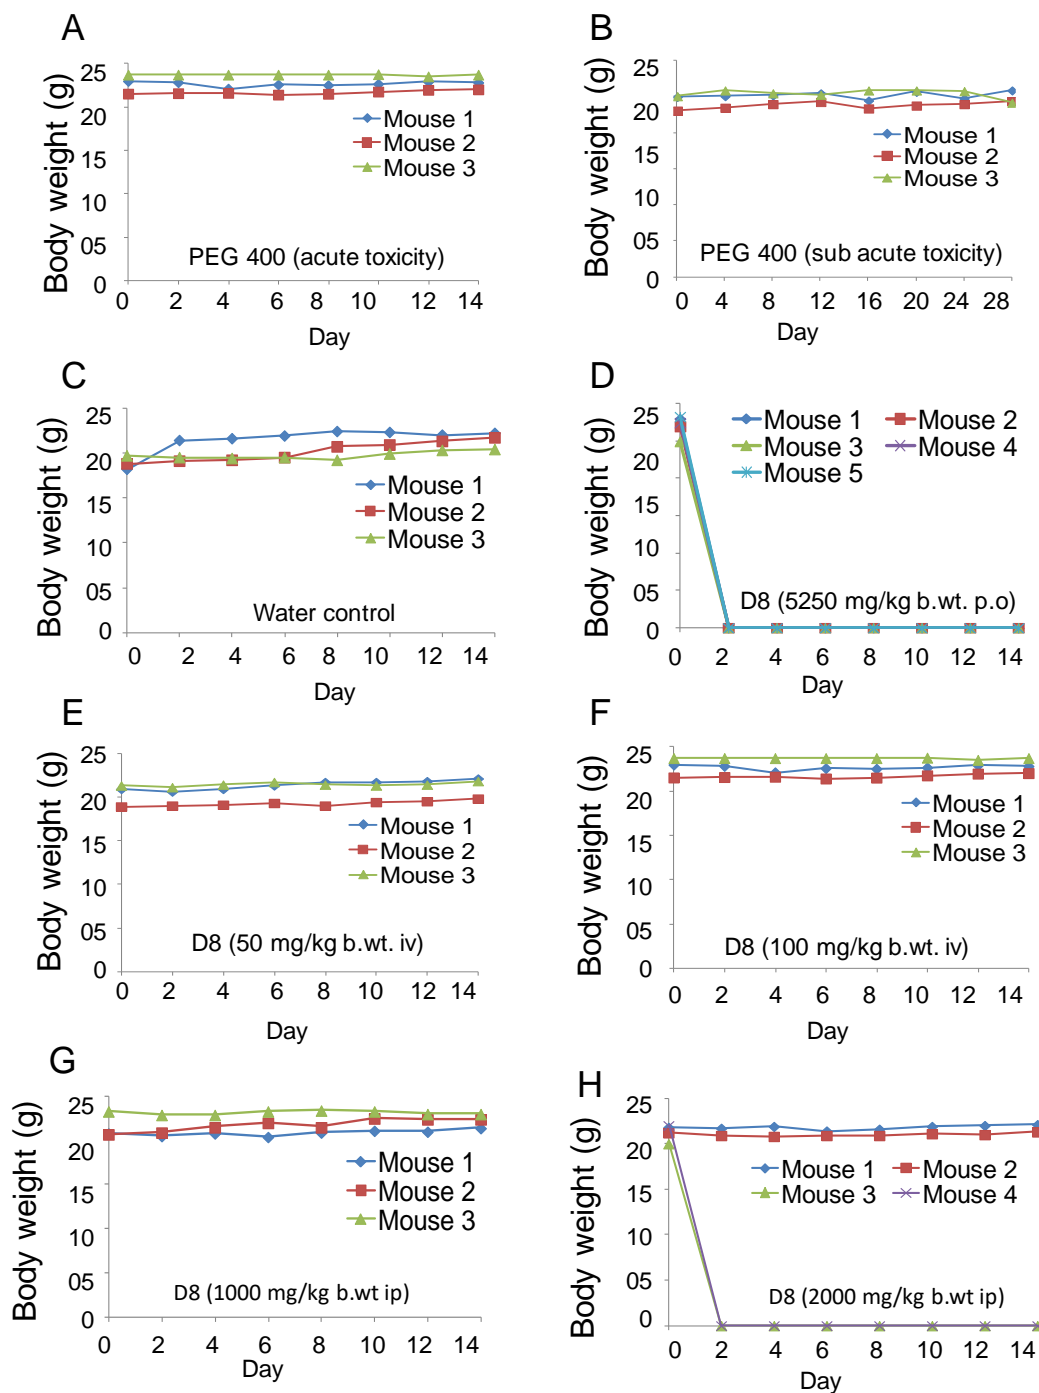 A
Body weight (g)
25
20
15
10
05
0
Mouse 1
Mouse 2
Mouse 3
PEG 400 (acute toxicity)
0 2 4 6 8 10 12 14
Day
B
Body weight (g)
25
20
15
10
05
0
Mouse 1
Mouse 2
Mouse 3
PEG 400 (sub acute toxicity)
0 4 8 12 16 20 24 28
Day
C
Body weight (g)
25
20
15
10
05
0
Mouse 1
Mouse 2
Mouse 3
Water control
0 2 4 6 8 10 12 14
Day
D
Body weight (g)
25
20
15
10
05
0
Mouse 1 Mouse 2
Mouse 3 Mouse 4
Mouse 5
D8 (5250 mg/kg b.wt. p.o)
0 2 4 6 8 10 12 14
Day
E
Body weight (g)
25
20
15
10
05
0
Mouse 1
Mouse 2
Mouse 3
D8 (50 mg/kg b.wt. iv)
0 2 4 6 8 10 12 14
Day
F
Body weight (g)
25
20
15
10
05
0
Mouse 1
Mouse 2
Mouse 3
D8 (100 mg/kg b.wt. iv)
0 2 4 6 8 10 12 14
Day
G
Body weight (g)
25
20
15
10
05
0
Mouse 1
Mouse 2
Mouse 3
D8 (1000 mg/kg b.wt ip)
0 2 4 6 8 10 12 14
Day
H
Body weight (g)
25
20
15
10
05
0
Mouse 1 Mouse 2
Mouse 3 Mouse 4
D8 (2000 mg/kg b.wt ip)
0 2 4 6 8 10 12 14
Day